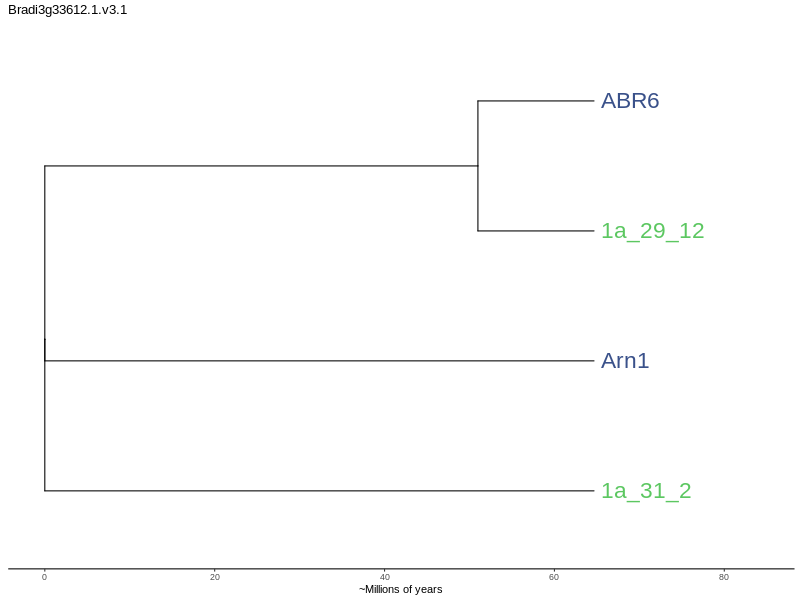 Bradi3g33612.1.v3.1
ABR6
1a_29_12
Arn1
1a_31_2
0 20 40 60 80
~Millions of years